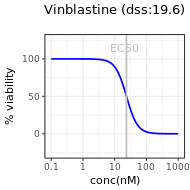 Vinblastine (dss:19.6)
EC50
100
50
0
% viability
0.1 1 10 100 1000
conc(nM)